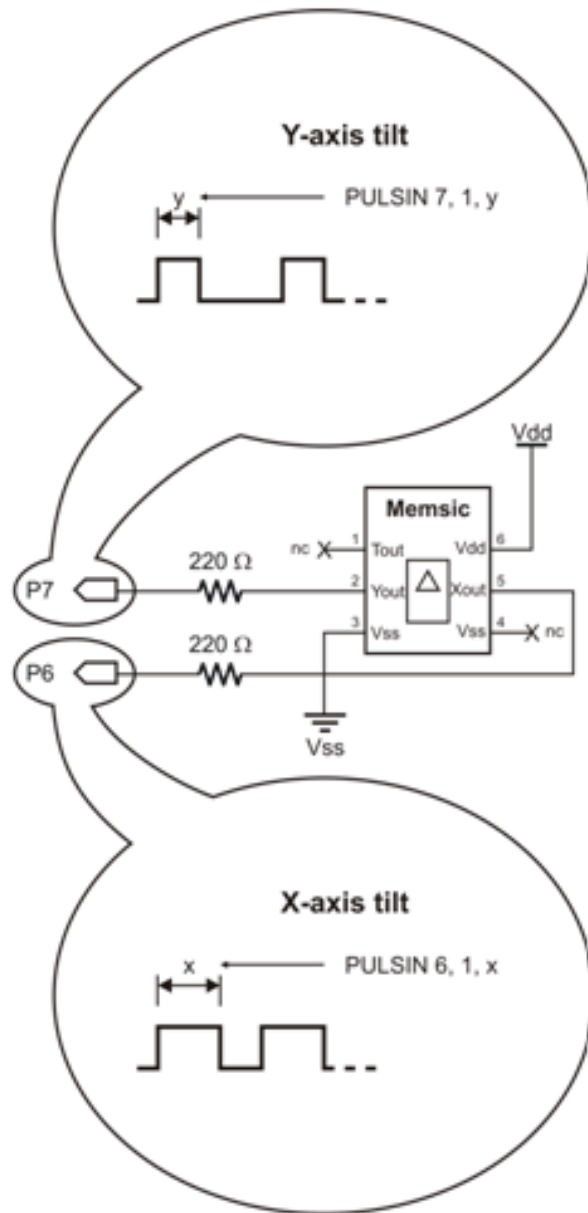 Y-axis tilt
y
PULSIN 7, 1, y
Vdd
Memsic
nc
1
Tout
Vdd
6
P7
220 Ω
2
Yout
Xout
5
3
Vss
Vss
4
nc
P6
220 Ω
Vss
X-axis tilt
x
PULSIN 6, 1, x